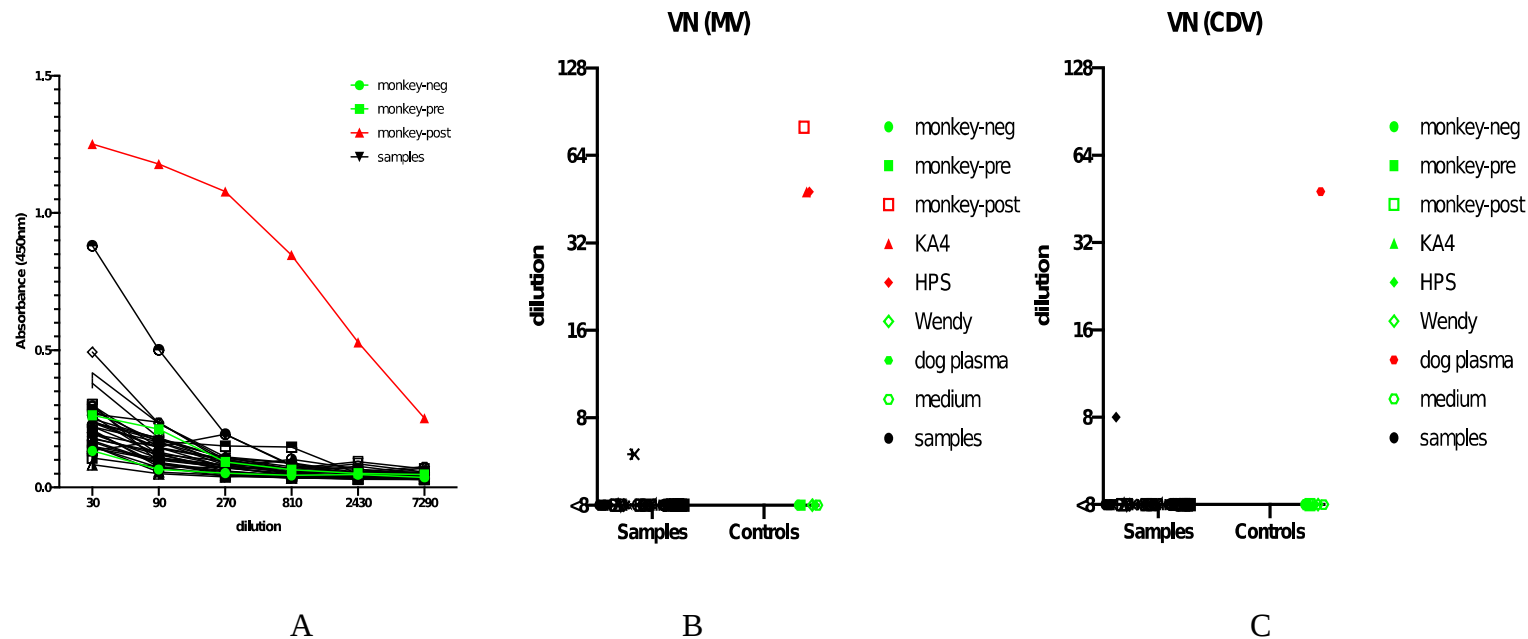 VN (MV)
VN (CDV)
1.5
1.0
0.5
0.0
Absorbance (450nm)
30 90 270 810 2430 7290
dilution
monkey-neg
monkey-pre
monkey-post
samples
128
64
32
16
8
<8
dilution
Samples Controls
monkey-neg
monkey-pre
monkey-post
KA4
HPS
Wendy
dog plasma
medium
samples
128
64
32
16
8
<8
dilution
Samples Controls
monkey-neg
monkey-pre
monkey-post
KA4
HPS
Wendy
dog plasma
medium
samples
A B C